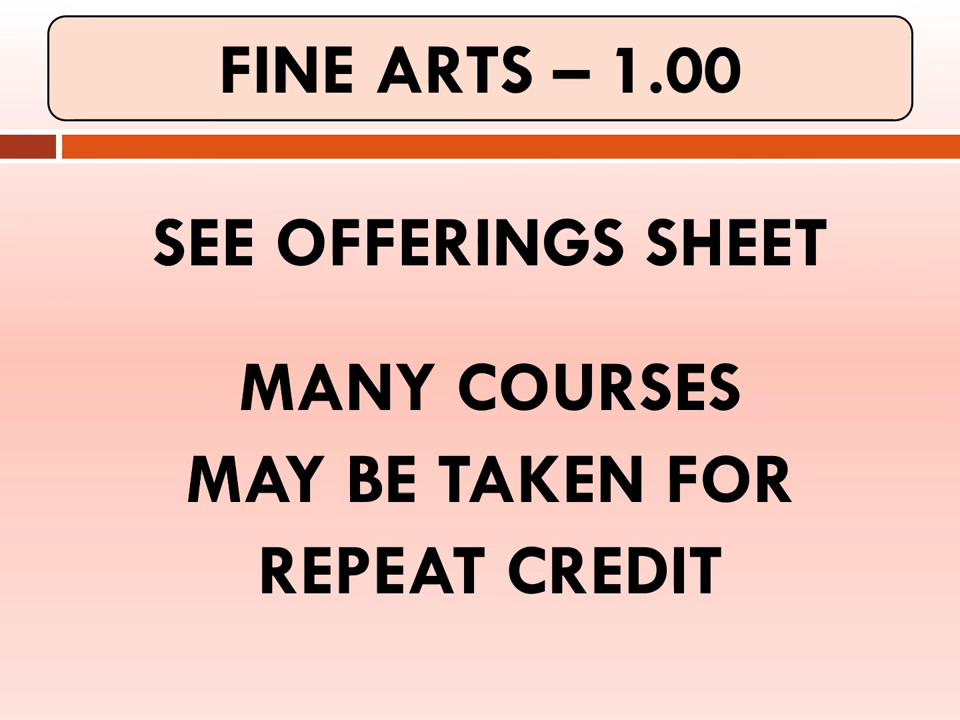 FINE ARTS – 1.00
SEE OFFERINGS SHEET
MANY COURSES
MAY BE TAKEN FOR
REPEAT CREDIT